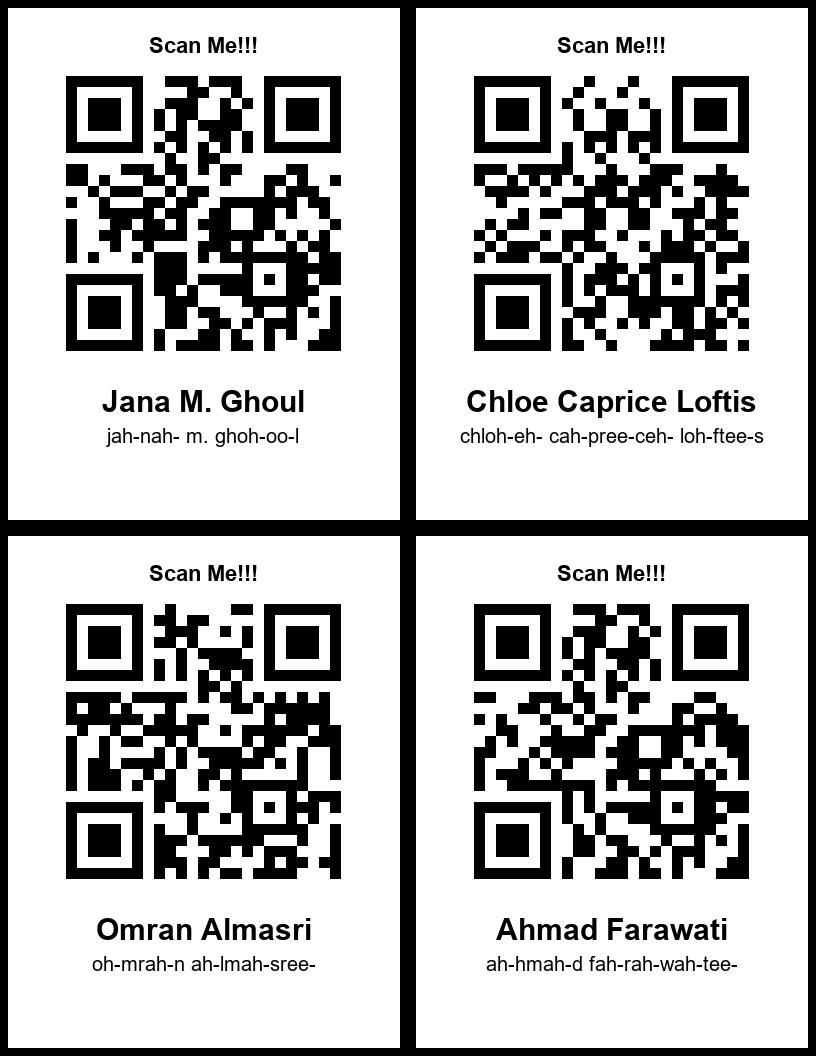 Scan Me!!!
Jana M. Ghoul
jah-nah- m. ghoh-oo-l
Scan Me!!!
Chloe Caprice Loftis
chloh-eh- cah-pree-ceh- loh-ftee-s
Scan Me!!!
Omran Almasri
oh-mrah-n ah-lmah-sree-
Scan Me!!!
Ahmad Farawati
ah-hmah-d fah-rah-wah-tee-